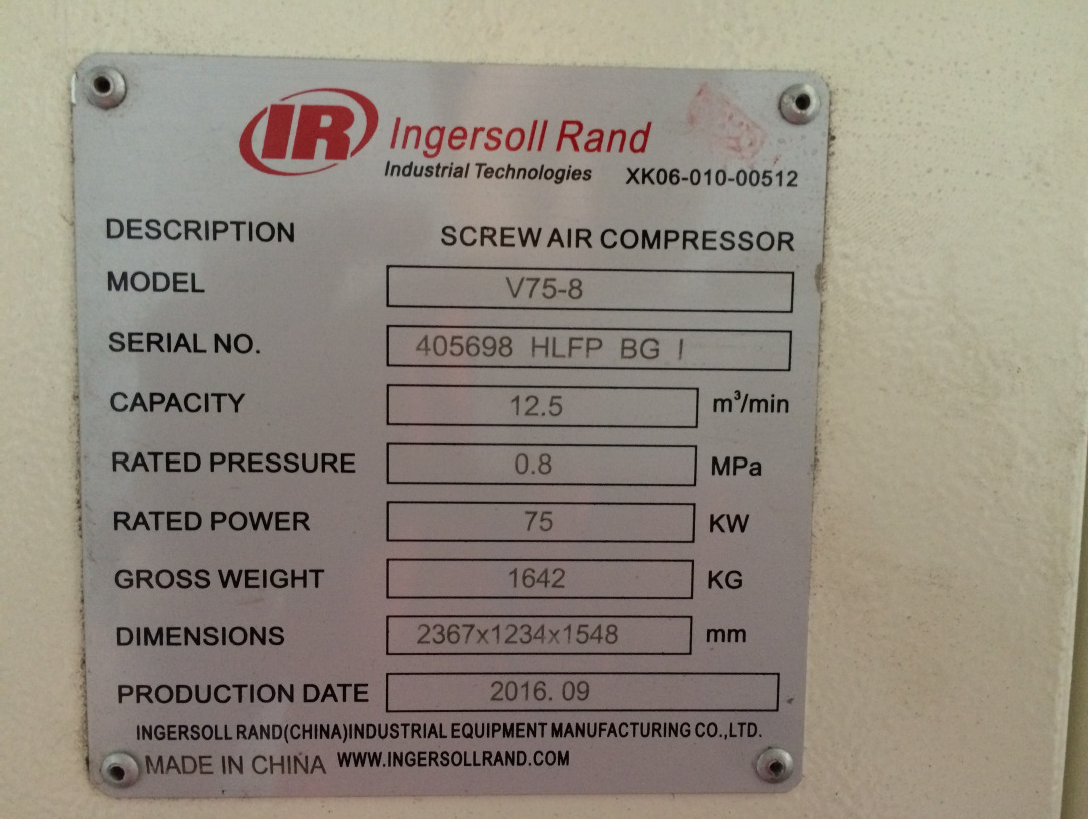 IR Ingersoll Rand
Industrial Technologies XK06-010-00512
DESCRIPTION SCREW AIR COMPRESSOR
MODEL V75-8
SERIAL NO. 405698 HLFP BG I
CAPACITY 12.5 m³/min
RATED PRESSURE 0.8 MPa
RATED POWER 75 KW
GROSS WEIGHT 1642 KG
DIMENSIONS 2367x1234x1548 mm
PRODUCTION DATE 2016. 09
INGERSOLL RAND(CHINA)INDUSTRIAL EQUIPMENT MANUFACTURING CO.,LTD.
MADE IN CHINA WWW.INGERSOLLRAND.COM